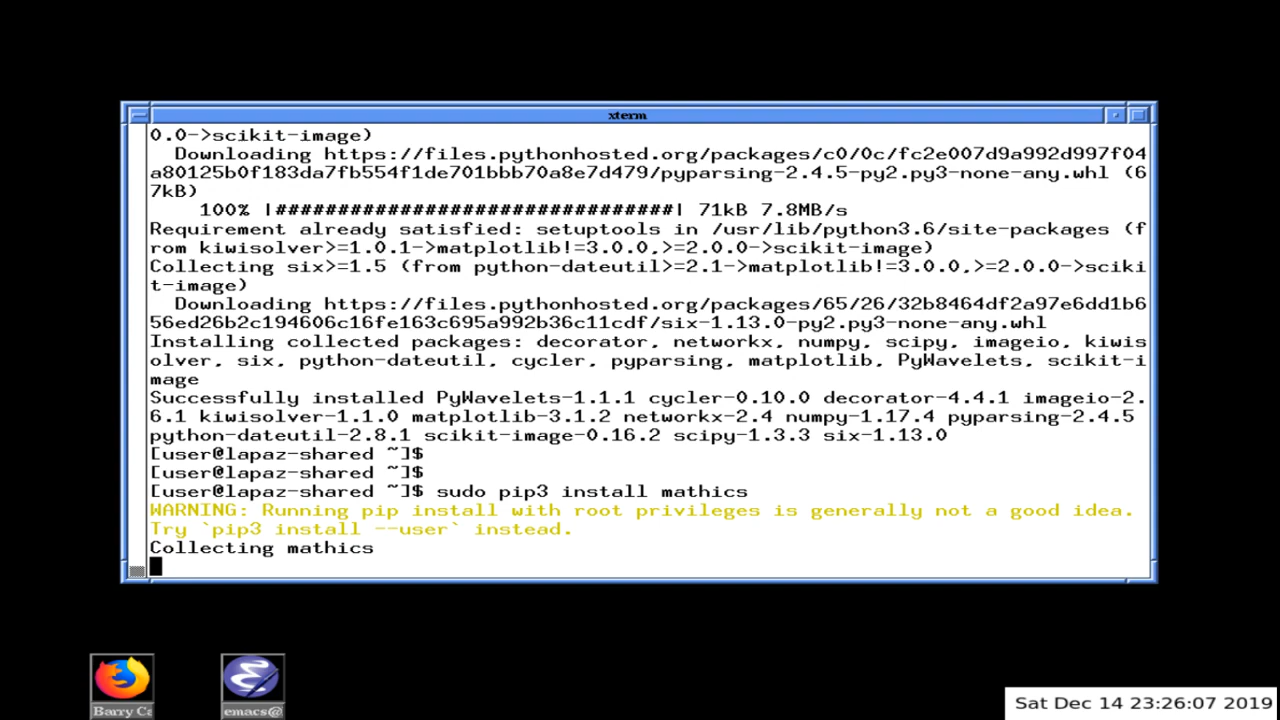 xterm
0.0->scikit-image)
  Downloading https://files.pythonhosted.org/packages/c0/0c/fc2e007d9a992d997f04
a80125b0f183da7fb554f1de701bbb70a8e7d479/pyparsing-2.4.5-py2.py3-none-any.whl (6
7kB)
    100% |################################| 71kB 7.8MB/s
Requirement already satisfied: setuptools in /usr/lib/python3.6/site-packages (f
rom kiwisolver>=1.0.1->matplotlib!=3.0.0,>=2.0.0->scikit-image)
Collecting six>=1.5 (from python-dateutil>=2.1->matplotlib!=3.0.0,>=2.0.0->sciki
t-image)
  Downloading https://files.pythonhosted.org/packages/65/26/32b8464df2a97e6dd1b6
56ed26b2c194606c16fe163c695a992b36c11cdf/six-1.13.0-py2.py3-none-any.whl
Installing collected packages: decorator, networkx, numpy, scipy, imageio, kiwis
olver, six, python-dateutil, cycler, pyparsing, matplotlib, PyWavelets, scikit-i
mage
Successfully installed PyWavelets-1.1.1 cycler-0.10.0 decorator-4.4.1 imageio-2.
6.1 kiwisolver-1.1.0 matplotlib-3.1.2 networkx-2.4 numpy-1.17.4 pyparsing-2.4.5
python-dateutil-2.8.1 scikit-image-0.16.2 scipy-1.3.3 six-1.13.0
[user@lapaz-shared ~]$
[user@lapaz-shared ~]$
[user@lapaz-shared ~]$ sudo pip3 install mathics
WARNING: Running pip install with root privileges is generally not a good idea.
Try `pip3 install --user` instead.
Collecting mathics
Barry Ca
emacs@
Sat Dec 14 23:26:07 2019